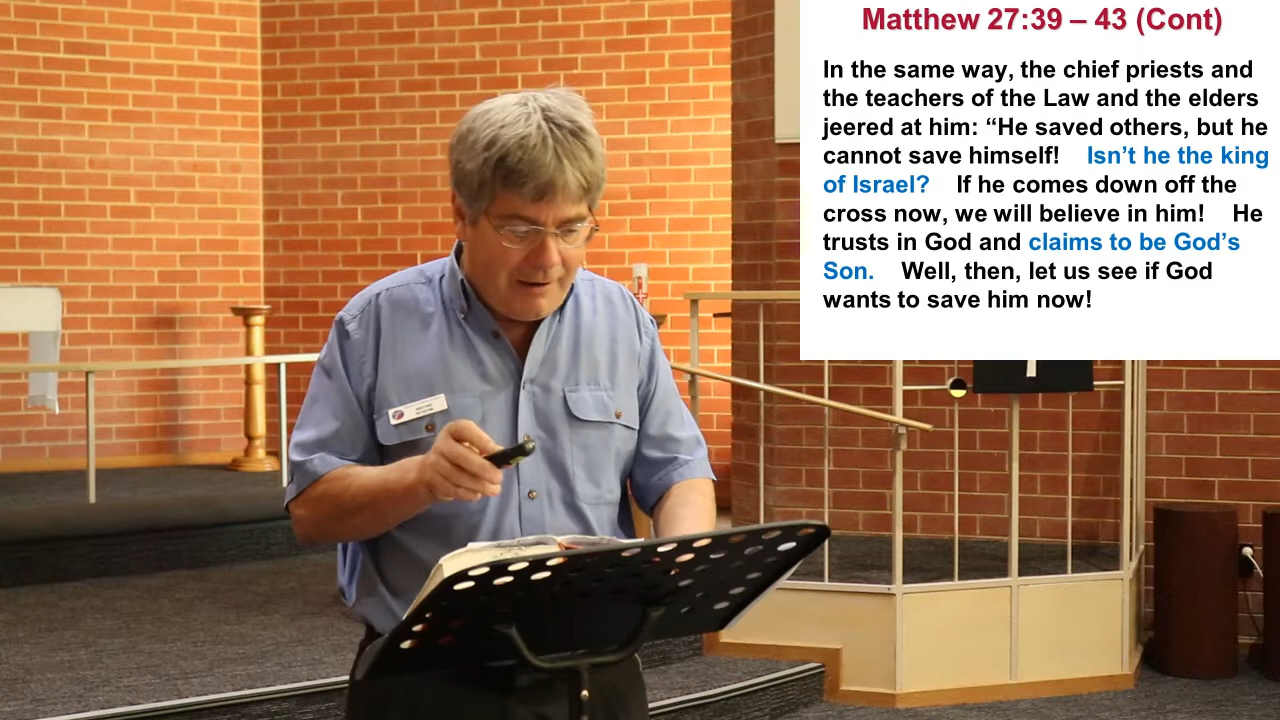 Matthew 27:39 – 43 (Cont)
In the same way, the chief priests and
the teachers of the Law and the elders
jeered at him: “He saved others, but he
cannot save himself! Isn’t he the king
of Israel? If he comes down off the
cross now, we will believe in him! He
trusts in God and claims to be God’s
Son. Well, then, let us see if God
wants to save him now!